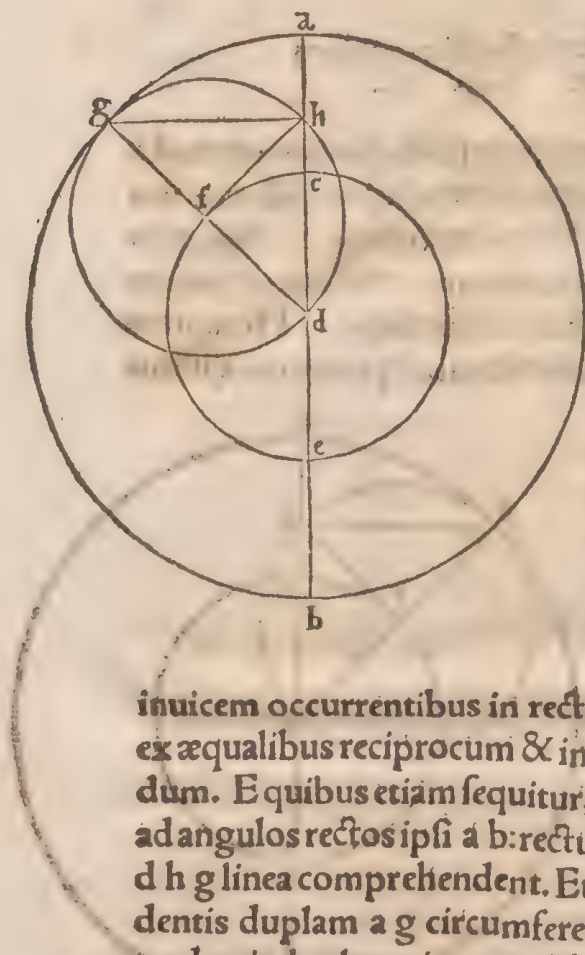 a
g
h
c
f
d
e
b
inuicem occurrentibus in rect
ex æqualibus reciprocum & in
dum. E quibus etiam ſequitur,
ad angulos rectos ipſi a b: recti
d h g linea comprehendent. Et
dentis duplam a g circumfere